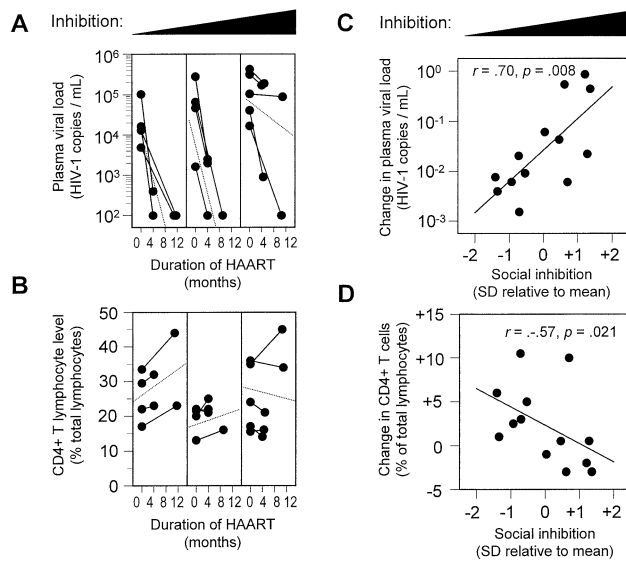 A
Inhibition:
Plasma viral load
(HIV-1 copies / mL)
10⁶
10⁵
10⁴
10³
10²
0 4 8 12 0 4 8 12 0 4 8 12
Duration of HAART
(months)
B
CD4+ T lymphocyte level
(% total lymphocytes)
50
40
30
20
10
0
0 4 8 12 0 4 8 12 0 4 8 12
Duration of HAART
(months)
C
Inhibition:
r = .70, p = .008
Change in plasma viral load
(HIV-1 copies / mL)
10⁰
10⁻¹
10⁻²
10⁻³
-2 -1 0 +1 +2
Social inhibition
(SD relative to mean)
D
r = .-.57, p = .021
Change in CD4+ T cells
(% of total lymphocytes)
+15
+10
+5
0
-5
-2 -1 0 +1 +2
Social inhibition
(SD relative to mean)